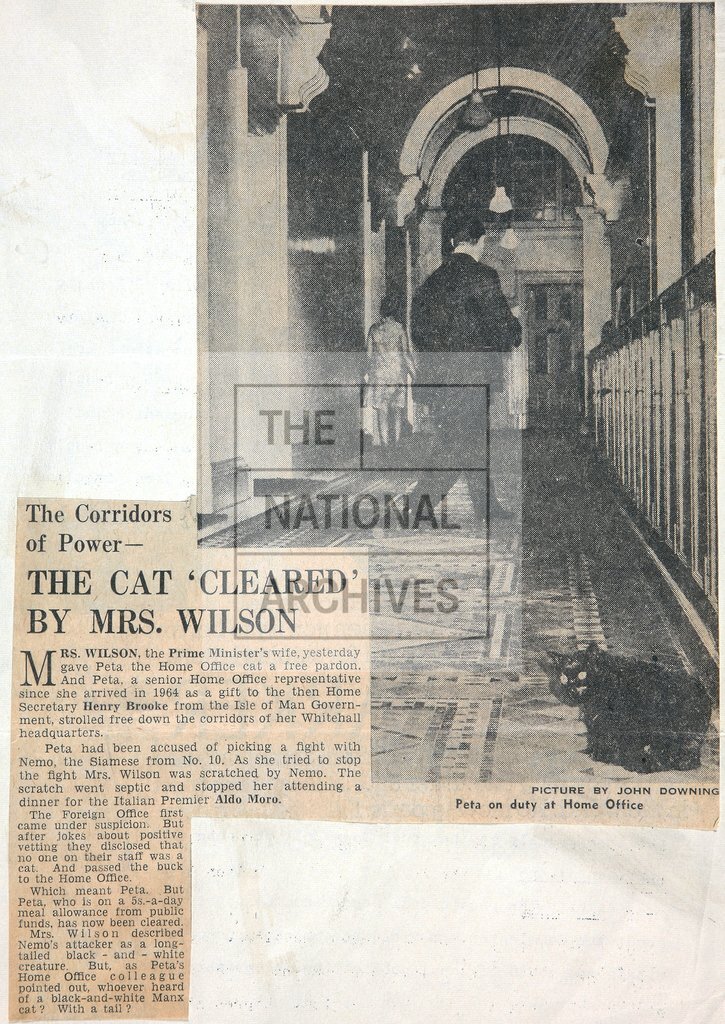 THE
NATIONAL
ARCHIVES
The Corridors
of Power—
THE CAT ‘CLEARED’
BY MRS. WILSON
MRS. WILSON, the Prime Minister's wife, yesterday
gave Peta the Home Office cat a free pardon.
And Peta, a senior Home Office representative
since she arrived in 1964 as a gift to the then Home
Secretary Henry Brooke from the Isle of Man Govern-
ment, strolled free down the corridors of her Whitehall
headquarters.
Peta had been accused of picking a fight with
Nemo, the Siamese from No. 10. As she tried to stop
the fight Mrs. Wilson was scratched by Nemo. The
scratch went septic and stopped her attending a
dinner for the Italian Premier Aldo Moro.
The Foreign Office first
came under suspicion. But
after jokes about positive
vetting they disclosed that
no one on their staff was a
cat. And passed the buck
to the Home Office.
Which meant Peta. But
Peta, who is on a 5s.-a-day
meal allowance from public
funds, has now been cleared.
Mrs. Wilson described
Nemo's attacker as a long-
tailed black - and - white
creature. But, as Peta's
Home Office colleague
pointed out, whoever heard
of a black-and-white Manx
cat? With a tail?
PICTURE BY JOHN DOWNING
Peta on duty at Home Office